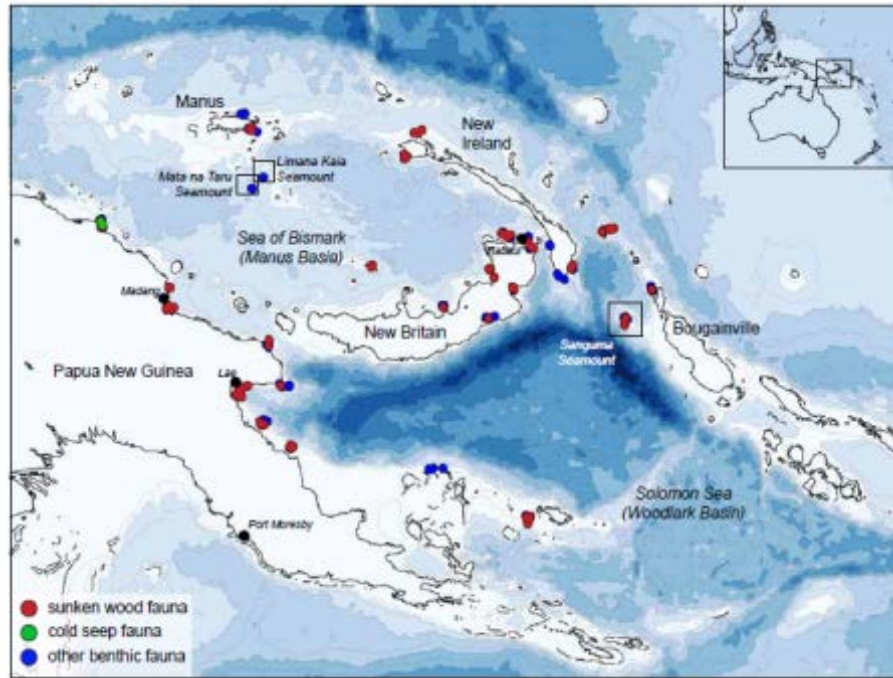 Manus
New
Ireland
Limana Kaia
Seamount
Mata na Taru
Seamount
Sea of Bismark
(Manus Basin)
Madang
New Britain
Bougainville
Sanguma
Seamount
Papua New Guinea
Lae
Solomon Sea
(Woodlark Basin)
Port Moresby
sunken wood fauna
cold seep fauna
other benthic fauna